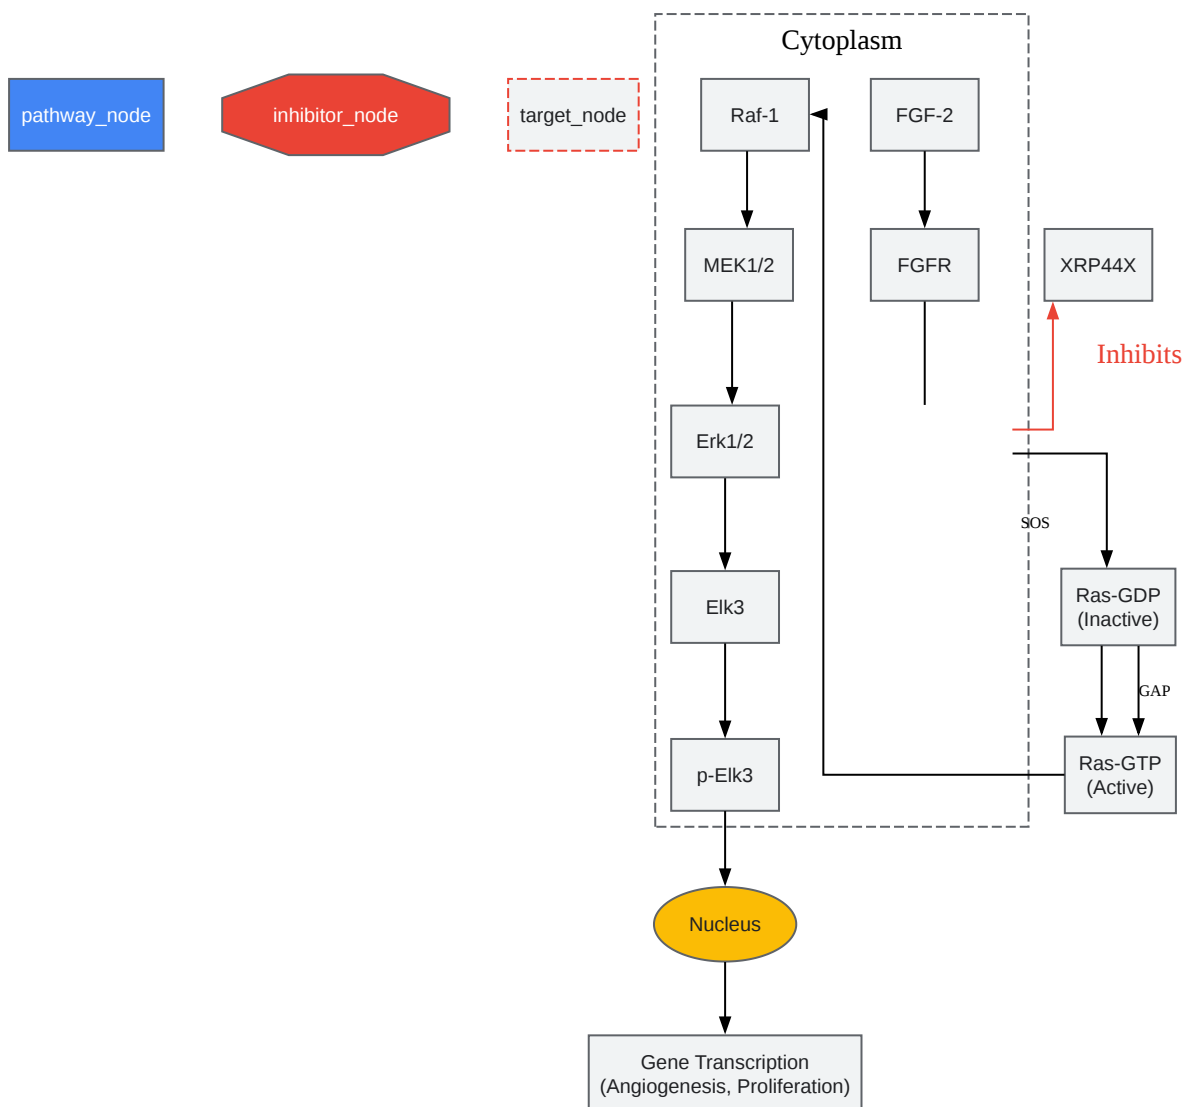 Cytoplasm
pathway_node
inhibitor_node
target_node
Raf-1
FGF-2
MEK1/2
FGFR
XRP44X
Inhibits
Erk1/2
SOS
Ras-GDP
(Inactive)
Elk3
GAP
Ras-GTP
(Active)
p-Elk3
Nucleus
Gene Transcription
(Angiogenesis, Proliferation)